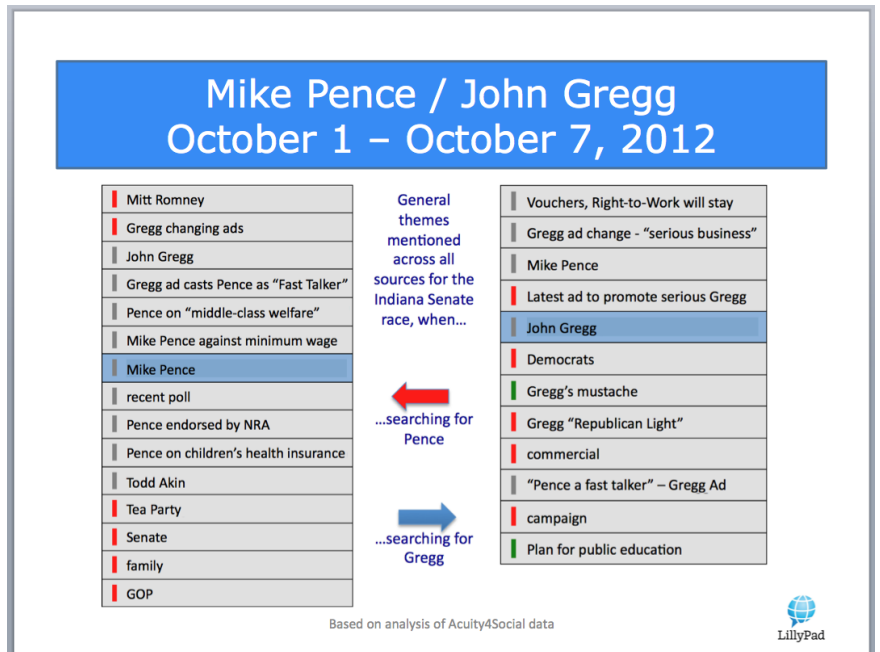 Mike Pence / John Gregg
October 1 – October 7, 2012
Mitt Romney
Gregg changing ads
John Gregg
Gregg ad casts Pence as “Fast Talker”
Pence on “middle-class welfare”
Mike Pence against minimum wage
Mike Pence
recent poll
Pence endorsed by NRA
Pence on children’s health insurance
Todd Akin
Tea Party
Senate
family
GOP
General
themes
mentioned
across all
sources for the
Indiana Senate
race, when...
...searching for
Pence
...searching for
Gregg
Vouchers, Right-to-Work will stay
Gregg ad change - “serious business”
Mike Pence
Latest ad to promote serious Gregg
John Gregg
Democrats
Gregg’s mustache
Gregg “Republican Light”
commercial
“Pence a fast talker” – Gregg Ad
campaign
Plan for public education
Based on analysis of Acuity4Social data
LillyPad